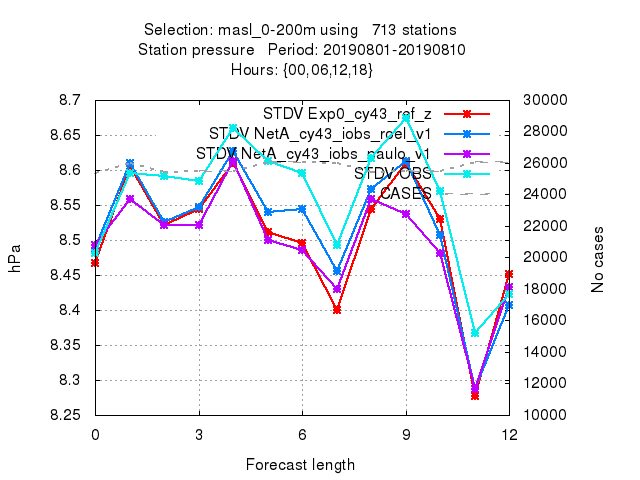 Selection: masl_0-200m using   713 stations
Station pressure   Period: 20190801-20190810
Hours: {00,06,12,18}
STDV Exp0_cy43_ref_z
STDV NetA_cy43_iobs_roel_v1
STDV NetA_cy43_iobs_paulo_v1
STDV OBS
CASES
8.7
8.65
8.6
8.55
8.5
8.45
8.4
8.35
8.3
8.25
hPa
30000
28000
26000
24000
22000
20000
18000
16000
14000
12000
10000
No cases
0 3 6 9 12
Forecast length